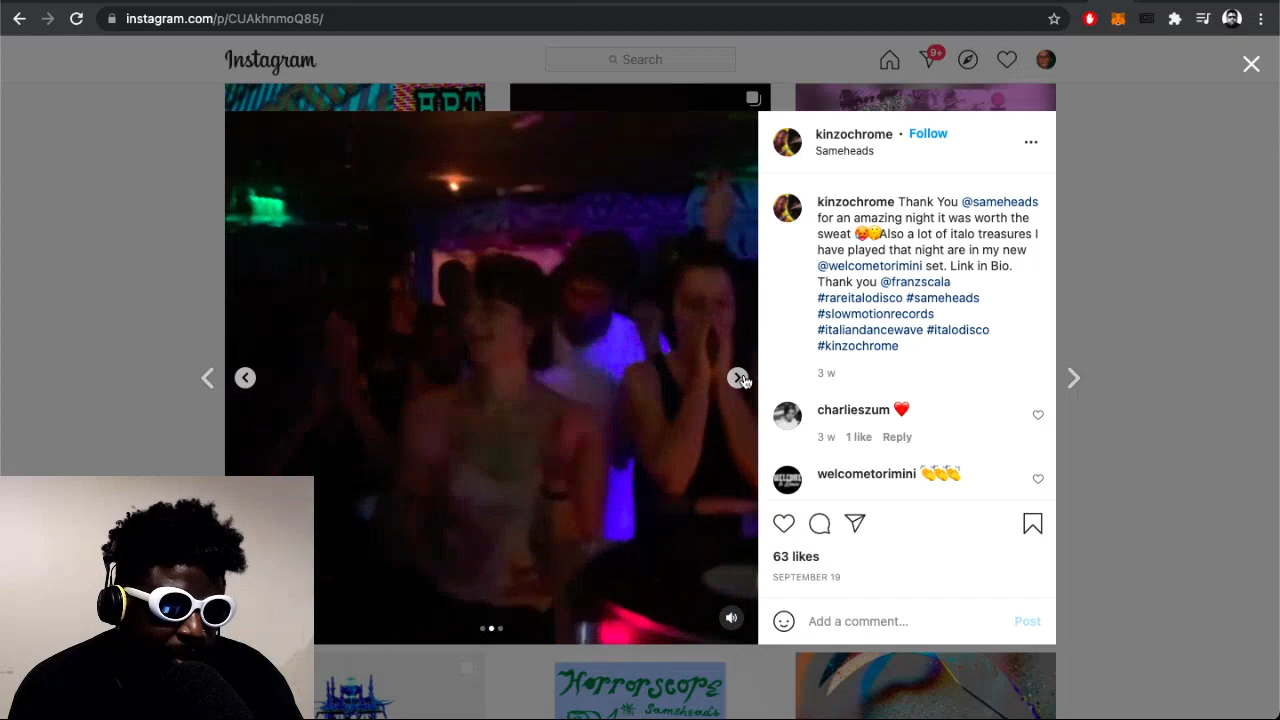 instagram.com/p/CUAkhnmoQ85/
Instagram
Search
9+
ART
kinzochrome • Follow
Sameheads
kinzochrome Thank You @sameheads
for an amazing night it was worth the
sweat 🥵🤫Also a lot of italo treasures I
have played that night are in my new
@welcometorimini set. Link in Bio.
Thank you @franzscala
#rareitalodisco #sameheads
#slowmotionrecords
#italiandancewave #italodisco
#kinzochrome
3 w
charlieszum ❤️
3 w 1 like Reply
welcometorimini 👏👏👏
63 likes
SEPTEMBER 19
Add a comment... Post
Horrorscope
Sameheads